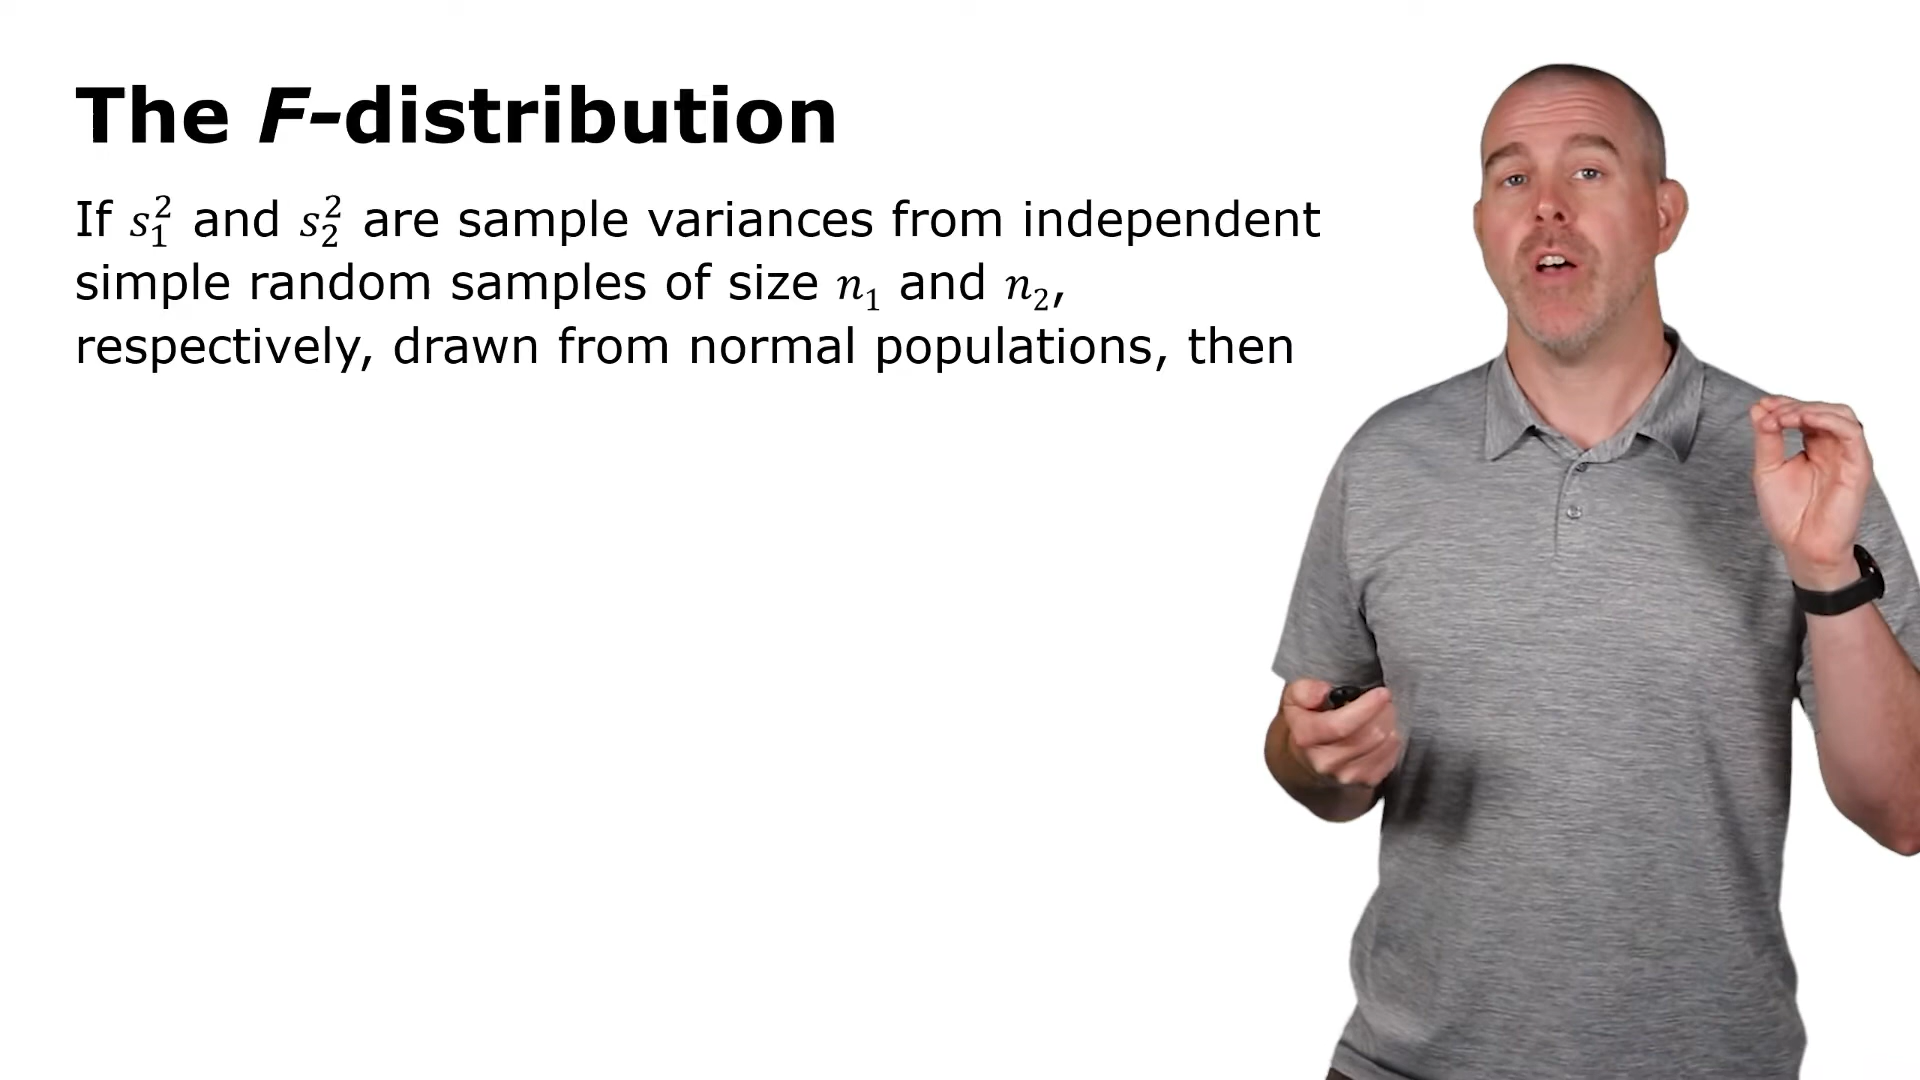 The F-distribution
If s₁² and s₂² are sample variances from independent
simple random samples of size n₁ and n₂,
respectively, drawn from normal populations, then